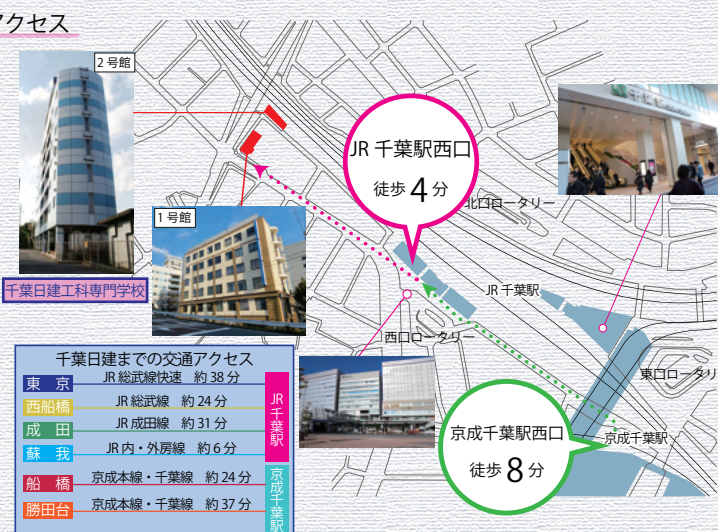 アクセス
2号館
1号館
千葉日建工科専門学校
JR 千葉駅西口
徒歩 4 分
北口ロータリー
JR 千葉駅
西口ロータリー
東口ロータリ
京成千葉駅
京成千葉駅西口
徒歩 8 分
千葉日建までの交通アクセス
東 京 JR 総武線快速 約 38 分
西船橋 JR 総武線 約 24 分
成 田 JR 成田線 約 31 分
蘇 我 JR 内・外房線 約 6 分
JR 千葉駅
船 橋 京成本線・千葉線 約 24 分
勝田台 京成本線・千葉線 約 37 分
京成千葉駅